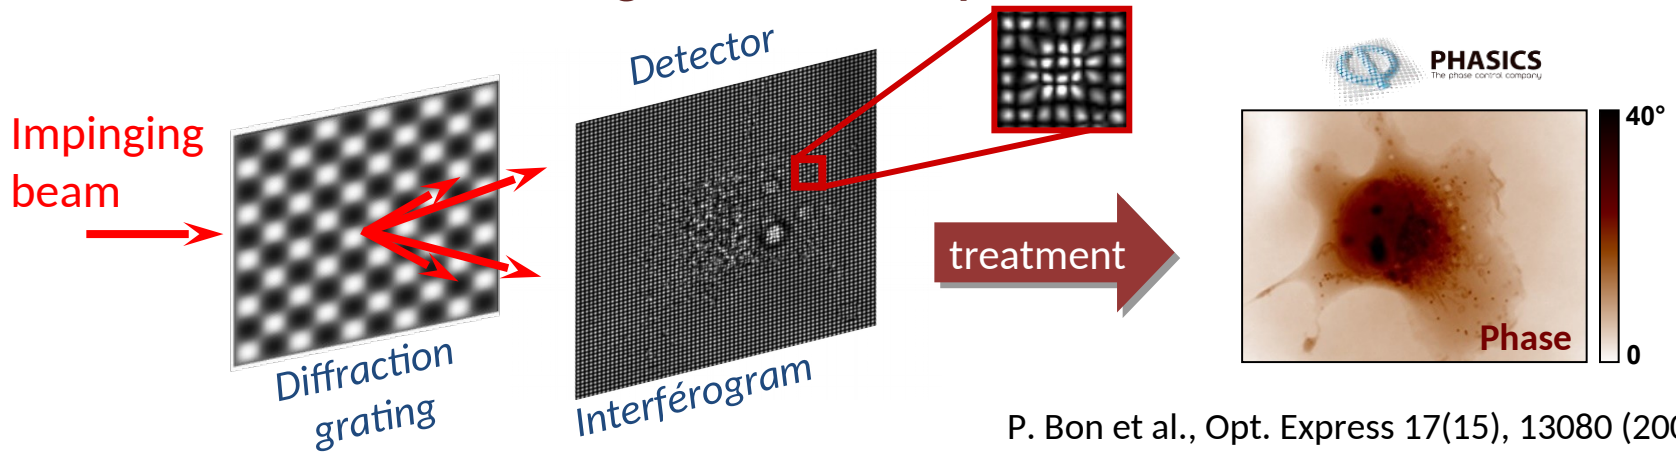 Impinging
beam
Diffraction
grating
Detector
Interférogram
treatment
PHASICS
The phase control company
40°
Phase
0
P. Bon et al., Opt. Express 17(15), 13080